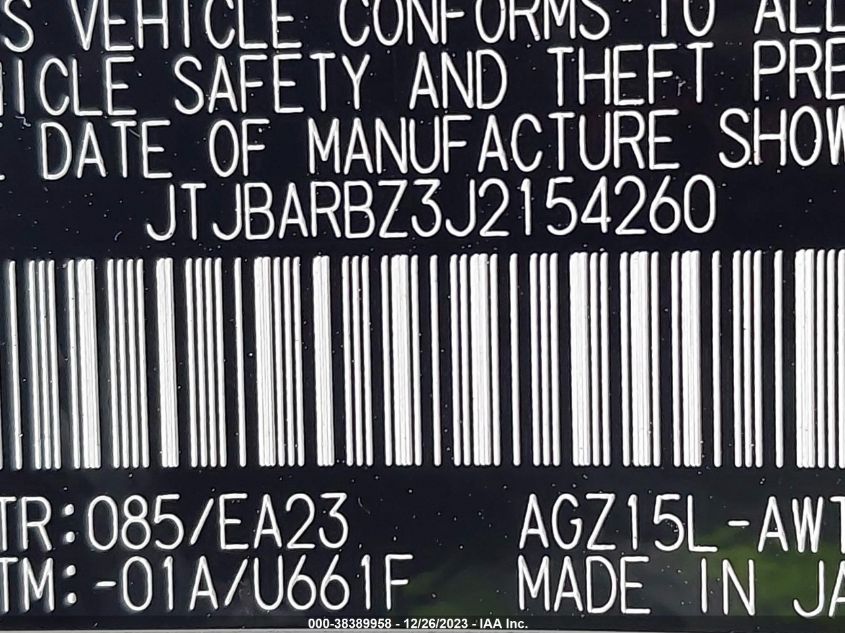 S VEHICLE CONFORMS TO ALL
ICLE SAFETY AND THEFT PRE
E DATE OF MANUFACTURE SHOW
JTJBARBZ3J2154260
TR:085/EA23 AGZ15L-AWT
TM:-01A/U661F MADE IN JA
000-38389958 - 12/26/2023 - IAA Inc.